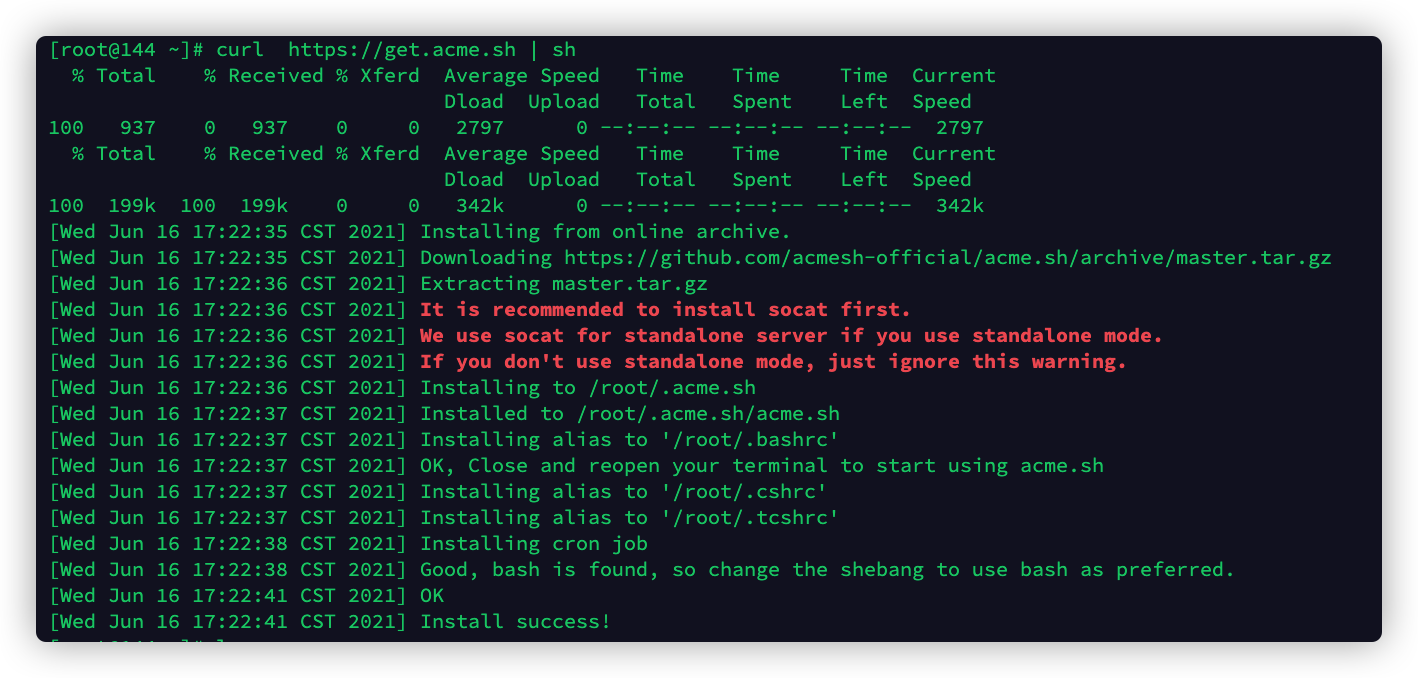 [root@144 ~]# curl  https://get.acme.sh | sh
  % Total    % Received % Xferd  Average Speed   Time    Time     Time  Current
                                 Dload  Upload   Total   Spent    Left  Speed
100   937    0   937    0     0   2797      0 --:--:-- --:--:-- --:--:--  2797
  % Total    % Received % Xferd  Average Speed   Time    Time     Time  Current
                                 Dload  Upload   Total   Spent    Left  Speed
100  199k  100  199k    0     0   342k      0 --:--:-- --:--:-- --:--:--  342k
[Wed Jun 16 17:22:35 CST 2021] Installing from online archive.
[Wed Jun 16 17:22:35 CST 2021] Downloading https://github.com/acmesh-official/acme.sh/archive/master.tar.gz
[Wed Jun 16 17:22:36 CST 2021] Extracting master.tar.gz
[Wed Jun 16 17:22:36 CST 2021] It is recommended to install socat first.
[Wed Jun 16 17:22:36 CST 2021] We use socat for standalone server if you use standalone mode.
[Wed Jun 16 17:22:36 CST 2021] If you don't use standalone mode, just ignore this warning.
[Wed Jun 16 17:22:36 CST 2021] Installing to /root/.acme.sh
[Wed Jun 16 17:22:37 CST 2021] Installed to /root/.acme.sh/acme.sh
[Wed Jun 16 17:22:37 CST 2021] Installing alias to '/root/.bashrc'
[Wed Jun 16 17:22:37 CST 2021] OK, Close and reopen your terminal to start using acme.sh
[Wed Jun 16 17:22:37 CST 2021] Installing alias to '/root/.cshrc'
[Wed Jun 16 17:22:37 CST 2021] Installing alias to '/root/.tcshrc'
[Wed Jun 16 17:22:38 CST 2021] Installing cron job
[Wed Jun 16 17:22:38 CST 2021] Good, bash is found, so change the shebang to use bash as preferred.
[Wed Jun 16 17:22:41 CST 2021] OK
[Wed Jun 16 17:22:41 CST 2021] Install success!